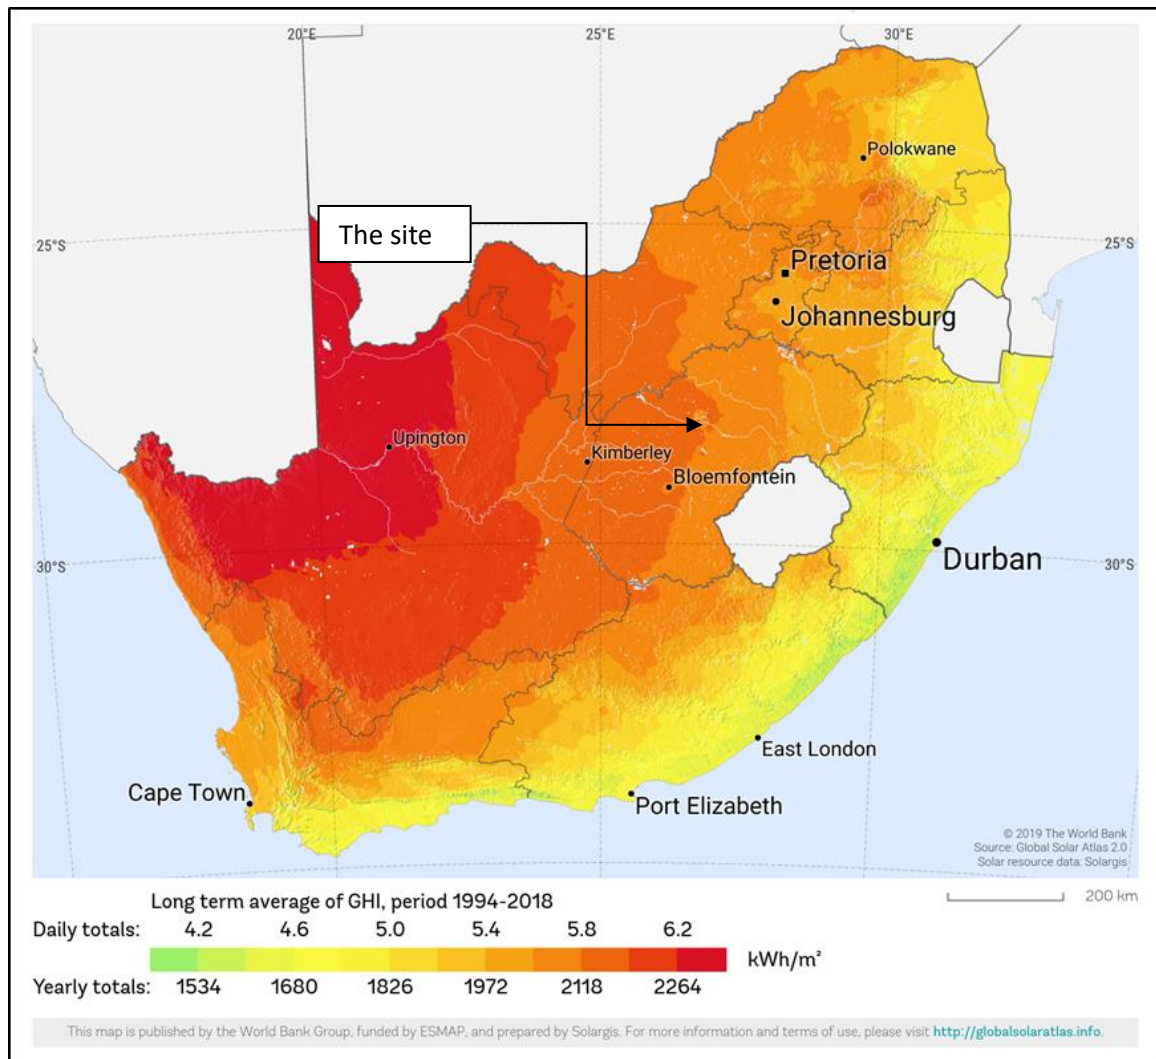 20°E 25°E 30°E
Polokwane
The site
25°S 25°S
Pretoria
Johannesburg
Upington
Kimberley
Bloemfontein
Durban
30°S 30°S
East London
Cape Town
Port Elizabeth
© 2019 The World Bank
Source: Global Solar Atlas 2.0
Solar resource data: Solargis
Long term average of GHI, period 1994-2018
200 km
Daily totals: 4.2 4.6 5.0 5.4 5.8 6.2
kWh/m²
Yearly totals: 1534 1680 1826 1972 2118 2264
This map is published by the World Bank Group, funded by ESMAP, and prepared by Solargis. For more information and terms of use, please visit http://globalsolaratlas.info.